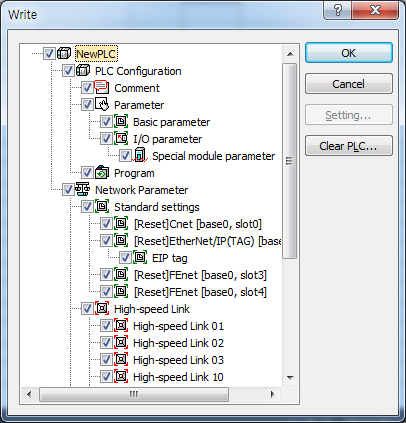 Write
NewPLC
OK
PLC Configuration
Cancel
Comment
Parameter
Setting...
Basic parameter
I/O parameter
Clear PLC...
Special module parameter
Program
Network Parameter
Standard settings
[Reset]Cnet [base0, slot0]
[Reset]EtherNet/IP(TAG) [base
EIP tag
[Reset]FEnet [base0, slot3]
[Reset]FEnet [base0, slot4]
High-speed Link
High-speed Link 01
High-speed Link 02
High-speed Link 03
High-speed Link 10